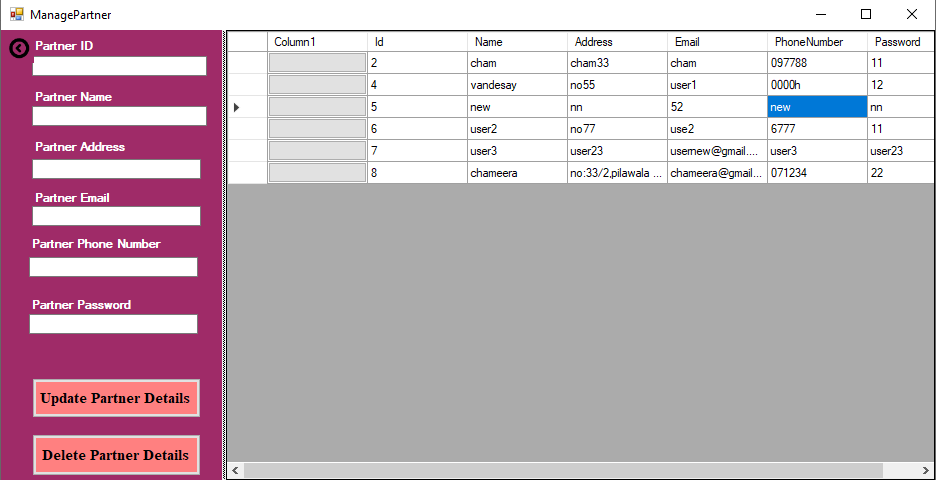 ManagePartner
Partner ID
Partner Name
Partner Address
Partner Email
Partner Phone Number
Partner Password
Update Partner Details
Delete Partner Details
Column1 Id Name Address Email PhoneNumber Password
2 cham cham33 cham 097788 11
4 vandesay no55 user1 0000h 12
5 new nn 52 new nn
6 user2 no77 use2 6777 11
7 user3 user23 usernew@gmail.... user3 user23
8 chameera no:33/2,pilawala ... chameera@gmail... 071234 22